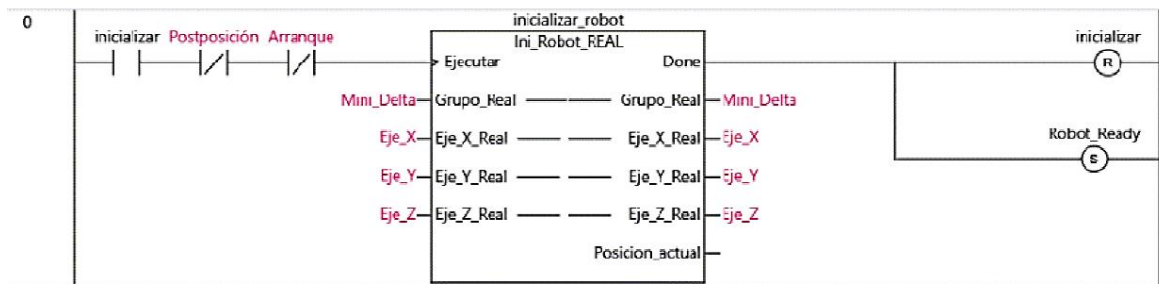 0
inicializar_robot
inicializar Postposición Arranque
Ini_Robot_REAL
inicializar
Ejecutar Done
R
Mini_Delta Grupo_Real Grupo_Real Mini_Delta
Eje_X Eje_X_Real Eje_X_Real Eje_X
Robot_Ready
S
Eje_Y Eje_Y_Real Eje_Y_Real Eje_Y
Eje_Z Eje_Z_Real Eje_Z_Real Eje_Z
Posicion_actual